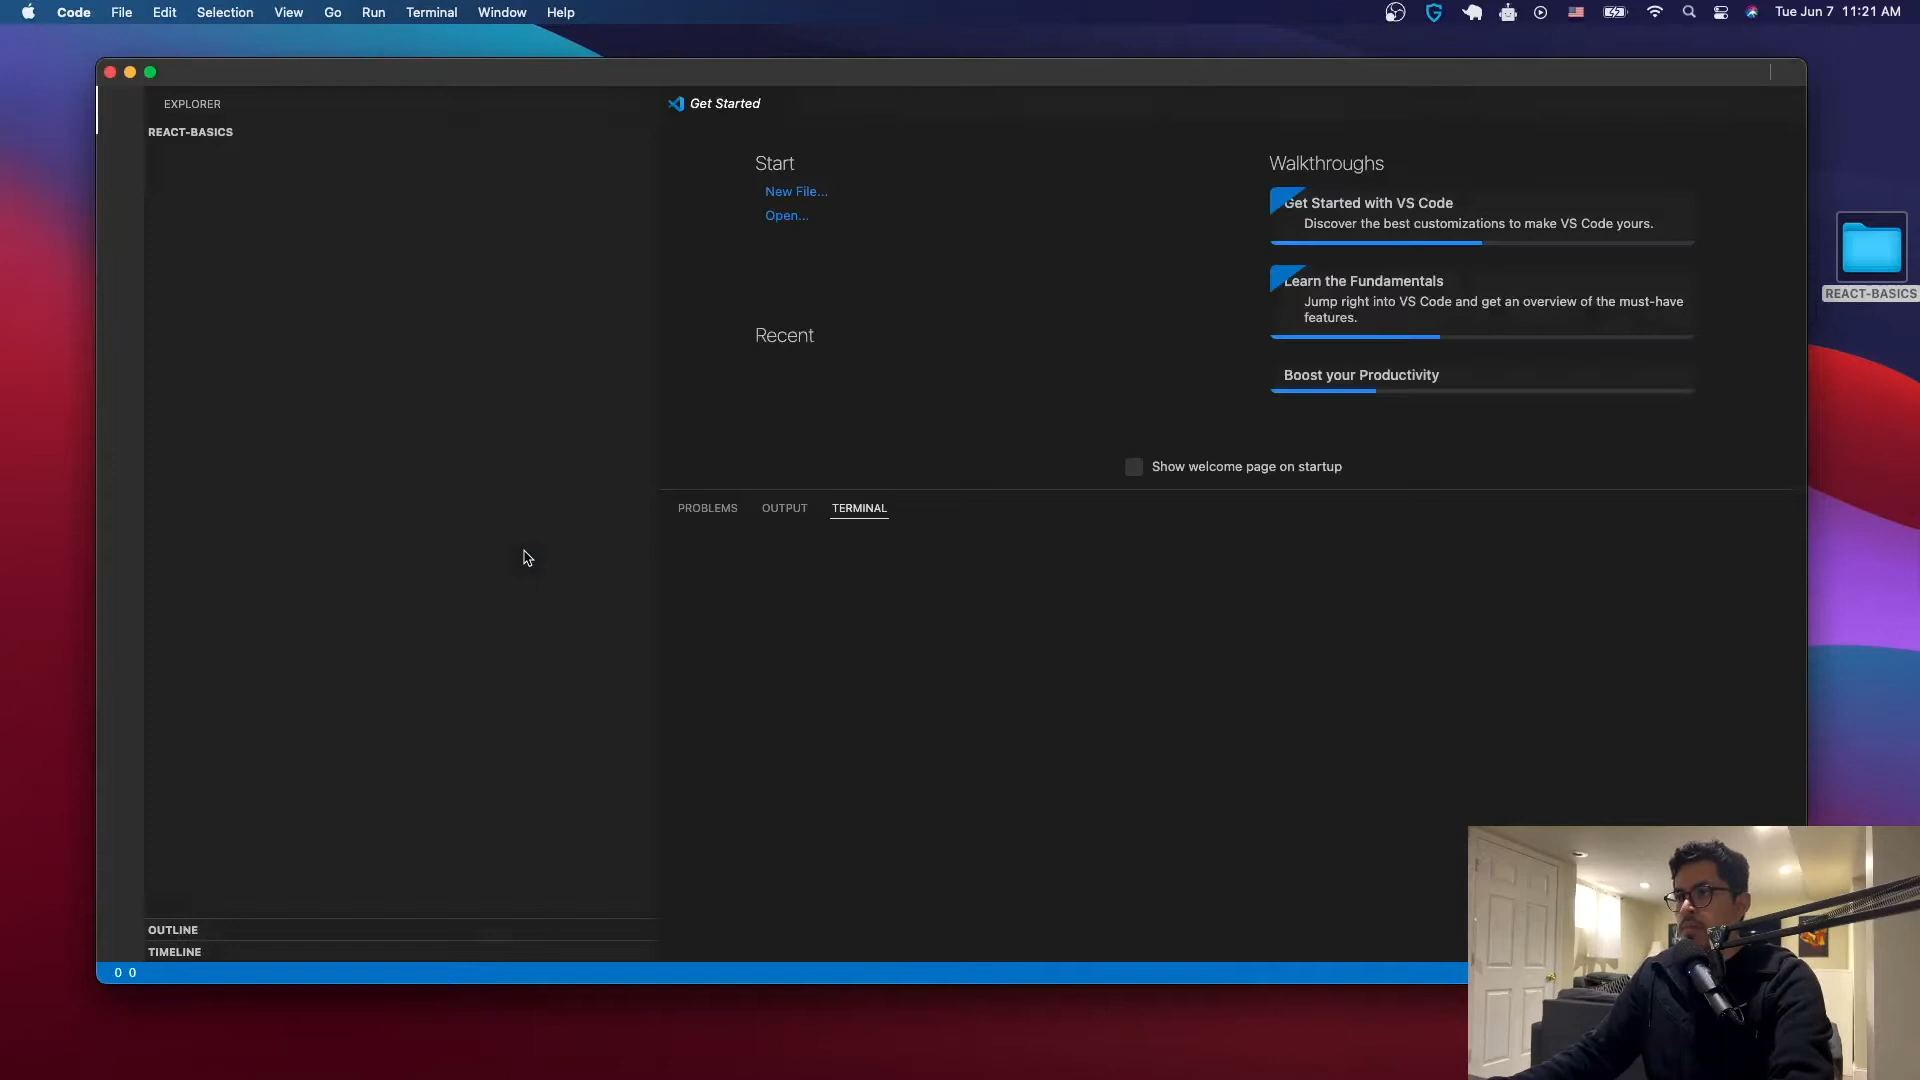 Code File Edit Selection View Go Run Terminal Window Help
Tue Jun 7 11:21 AM
EXPLORER
REACT-BASICS
OUTLINE
TIMELINE
0 0
Get Started
Start
New File...
Open...
Recent
Walkthroughs
Get Started with VS Code
Discover the best customizations to make VS Code yours.
Learn the Fundamentals
Jump right into VS Code and get an overview of the must-have
features.
Boost your Productivity
Show welcome page on startup
PROBLEMS OUTPUT TERMINAL
REACT-BASICS